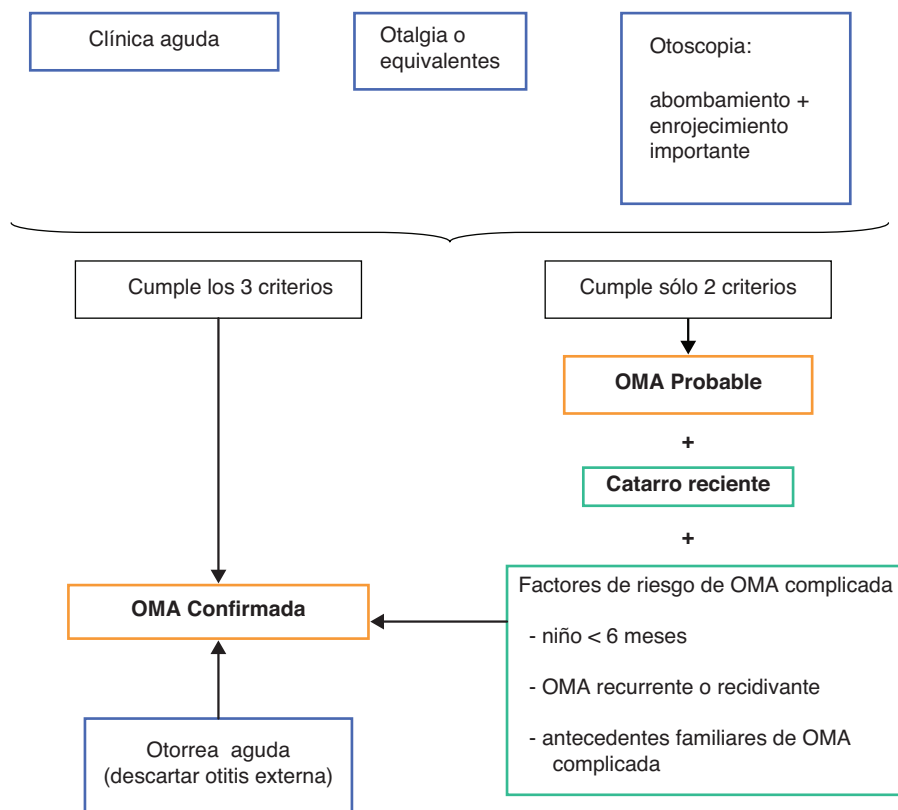 Clínica aguda
Otalgia o
equivalentes
Otoscopia:
abombamiento +
enrojecimiento
importante
Cumple los 3 criterios
Cumple sólo 2 criterios
OMA Probable
+
Catarro reciente
+
Factores de riesgo de OMA complicada
- niño < 6 meses
- OMA recurrente o recidivante
- antecedentes familiares de OMA
complicada
OMA Confirmada
Otorrea aguda
(descartar otitis externa)